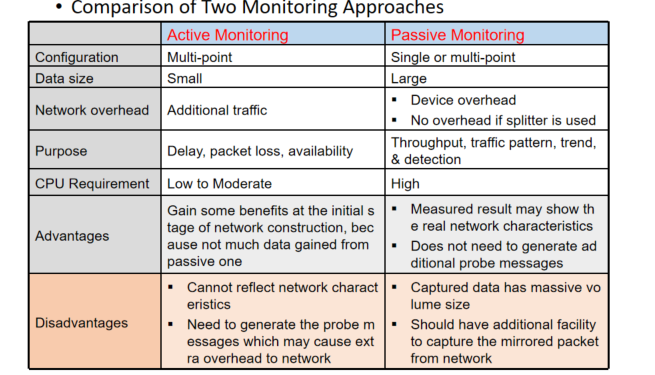 • Comparison of Two Monitoring Approaches
Active Monitoring
Passive Monitoring
Configuration
Multi-point
Single or multi-point
Data size
Small
Large
Network overhead
Additional traffic
▪ Device overhead
▪ No overhead if splitter is used
Purpose
Delay, packet loss, availability
Throughput, traffic pattern, trend,
& detection
CPU Requirement
Low to Moderate
High
Advantages
Gain some benefits at the initial s
tage of network construction, bec
ause not much data gained from
passive one
▪ Measured result may show th
e real network characteristics
▪ Does not need to generate ad
ditional probe messages
Disadvantages
▪ Cannot reflect network charact
eristics
▪ Need to generate the probe m
essages which may cause ext
ra overhead to network
▪ Captured data has massive vo
lume size
▪ Should have additional facility
to capture the mirrored packet
from network